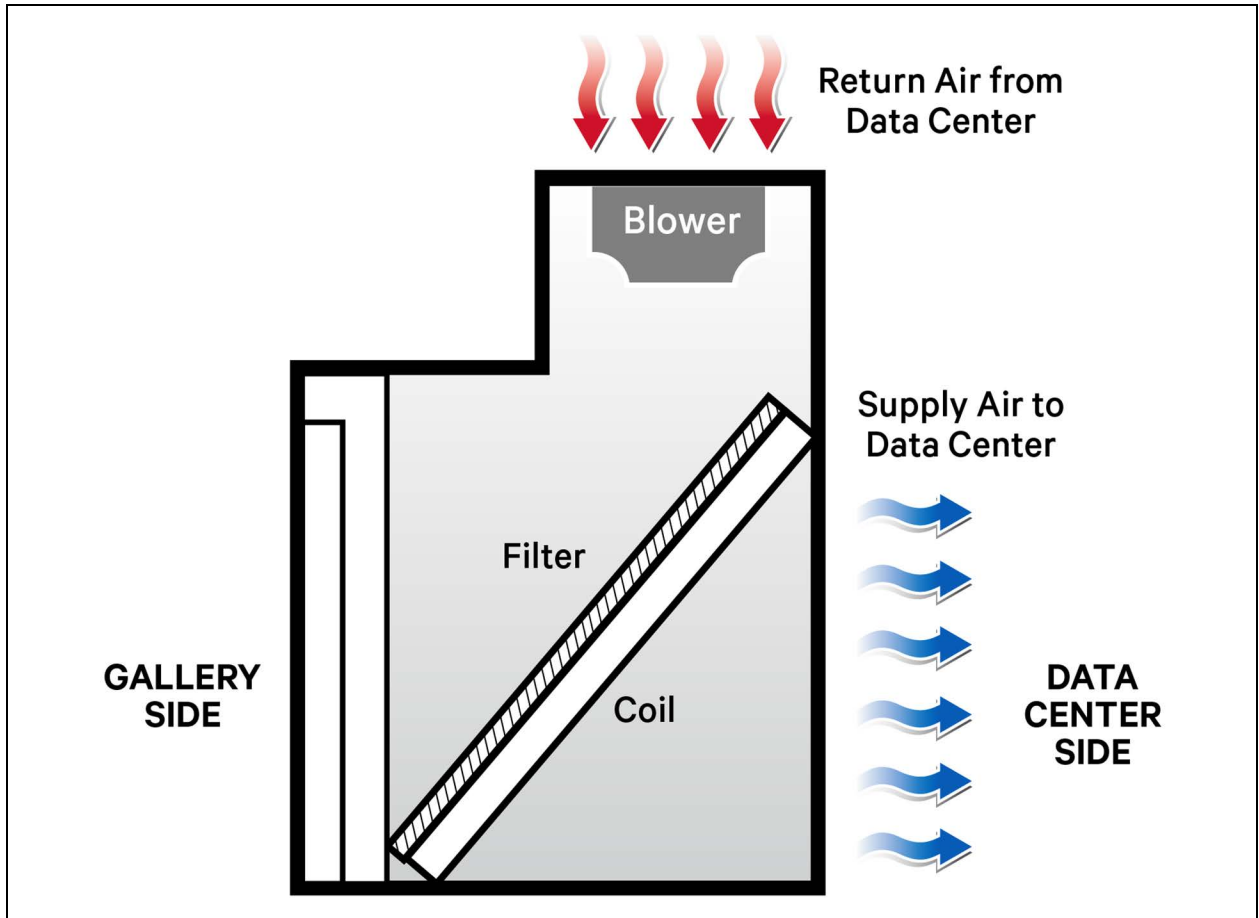 Return Air from
Data Center
Blower
Supply Air to
Data Center
Filter
GALLERY
SIDE
Coil
DATA
CENTER
SIDE